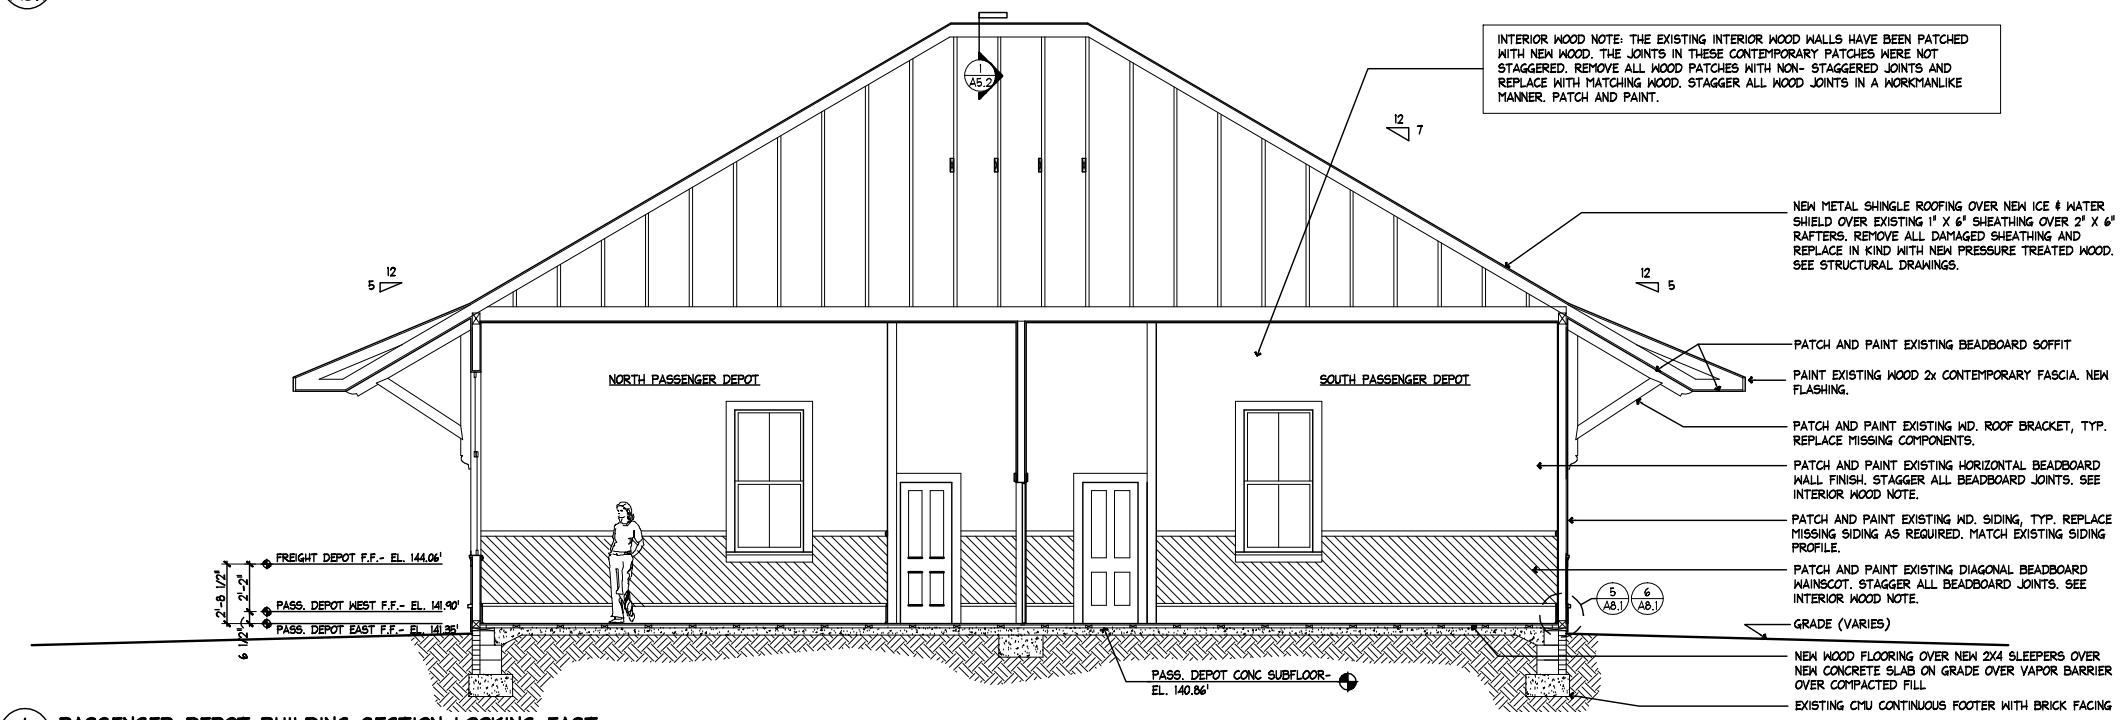 1
A5.2
INTERIOR WOOD NOTE: THE EXISTING INTERIOR WOOD WALLS HAVE BEEN PATCHED
WITH NEW WOOD. THE JOINTS IN THESE CONTEMPORARY PATCHES WERE NOT
STAGGERED. REMOVE ALL WOOD PATCHES WITH NON- STAGGERED JOINTS AND
REPLACE WITH MATCHING WOOD. STAGGER ALL WOOD JOINTS IN A WORKMANLIKE
MANNER. PATCH AND PAINT.
12
7
NEW METAL SHINGLE ROOFING OVER NEW ICE & WATER
SHIELD OVER EXISTING 1" X 6" SHEATHING OVER 2" X 6"
RAFTERS. REMOVE ALL DAMAGED SHEATHING AND
REPLACE IN KIND WITH NEW PRESSURE TREATED WOOD.
SEE STRUCTURAL DRAWINGS.
12
5
12
5
PATCH AND PAINT EXISTING BEADBOARD SOFFIT
PAINT EXISTING WOOD 2x CONTEMPORARY FASCIA. NEW
FLASHING.
NORTH PASSENGER DEPOT
SOUTH PASSENGER DEPOT
PATCH AND PAINT EXISTING WD. ROOF BRACKET, TYP.
REPLACE MISSING COMPONENTS.
PATCH AND PAINT EXISTING HORIZONTAL BEADBOARD
WALL FINISH. STAGGER ALL BEADBOARD JOINTS. SEE
INTERIOR WOOD NOTE.
PATCH AND PAINT EXISTING WD. SIDING, TYP. REPLACE
MISSING SIDING AS REQUIRED. MATCH EXISTING SIDING
PROFILE.
PATCH AND PAINT EXISTING DIAGONAL BEADBOARD
WAINSCOT. STAGGER ALL BEADBOARD JOINTS. SEE
INTERIOR WOOD NOTE.
FREIGHT DEPOT F.F.- EL. 144.06'
2'-8 1/2"
2'-2"
PASS. DEPOT WEST F.F.- EL. 141.90'
PASS. DEPOT EAST F.F.- EL. 141.35'
6 1/2"
5
A8.1
6
A8.1
GRADE (VARIES)
NEW WOOD FLOORING OVER NEW 2X4 SLEEPERS OVER
NEW CONCRETE SLAB ON GRADE OVER VAPOR BARRIER
OVER COMPACTED FILL
PASS. DEPOT CONC SUBFLOOR-
EL. 140.86'
EXISTING CMU CONTINUOUS FOOTER WITH BRICK FACING
PASSENGER DEPOT BUILDING SECTION LOOKING EAST